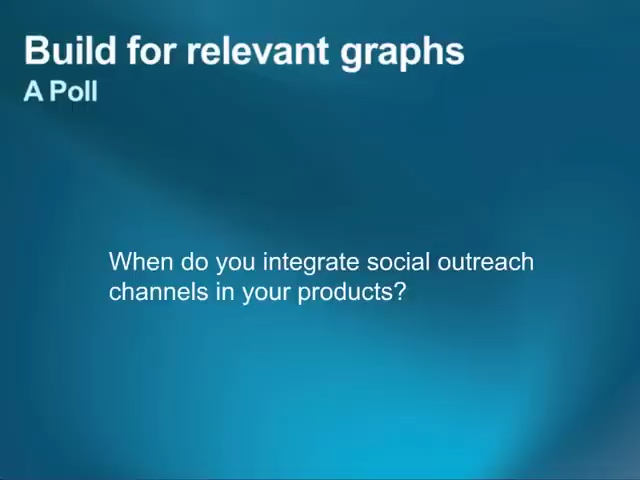 Build for relevant graphs
A Poll
When do you integrate social outreach
channels in your products?